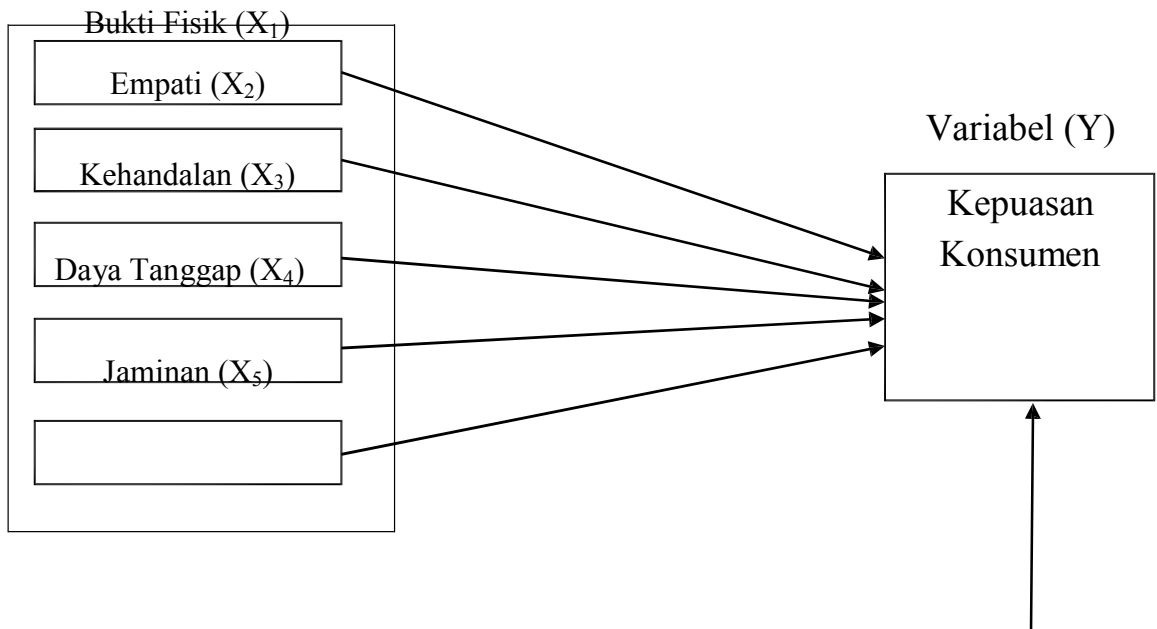 Bukti Fisik (X₁)
Empati (X₂)
Kehandalan (X₃)
Daya Tanggap (X₄)
Jaminan (X₅)
Variabel (Y)
Kepuasan
Konsumen